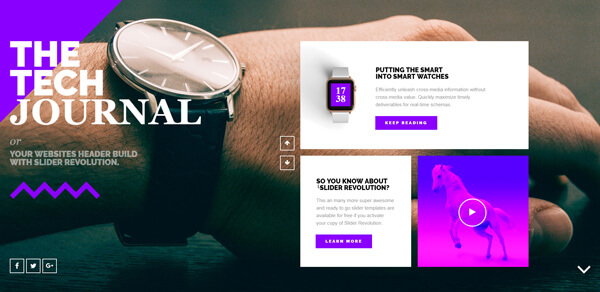 THE
TECH
JOURNAL
or
YOUR WEBSITES HEADER BUILD
WITH SLIDER REVOLUTION.
PUTTING THE SMART
INTO SMART WATCHES
Efficiently unleash cross-media information without
cross-media value. Quickly maximize timely
deliverables for real-time schemas.
KEEP READING
17
38
SO YOU KNOW ABOUT
SLIDER REVOLUTION?
This an many more super awesome
and ready to go slider templates are
available for free if you activate
your copy of Slider Revolution.
LEARN MORE
f
G+